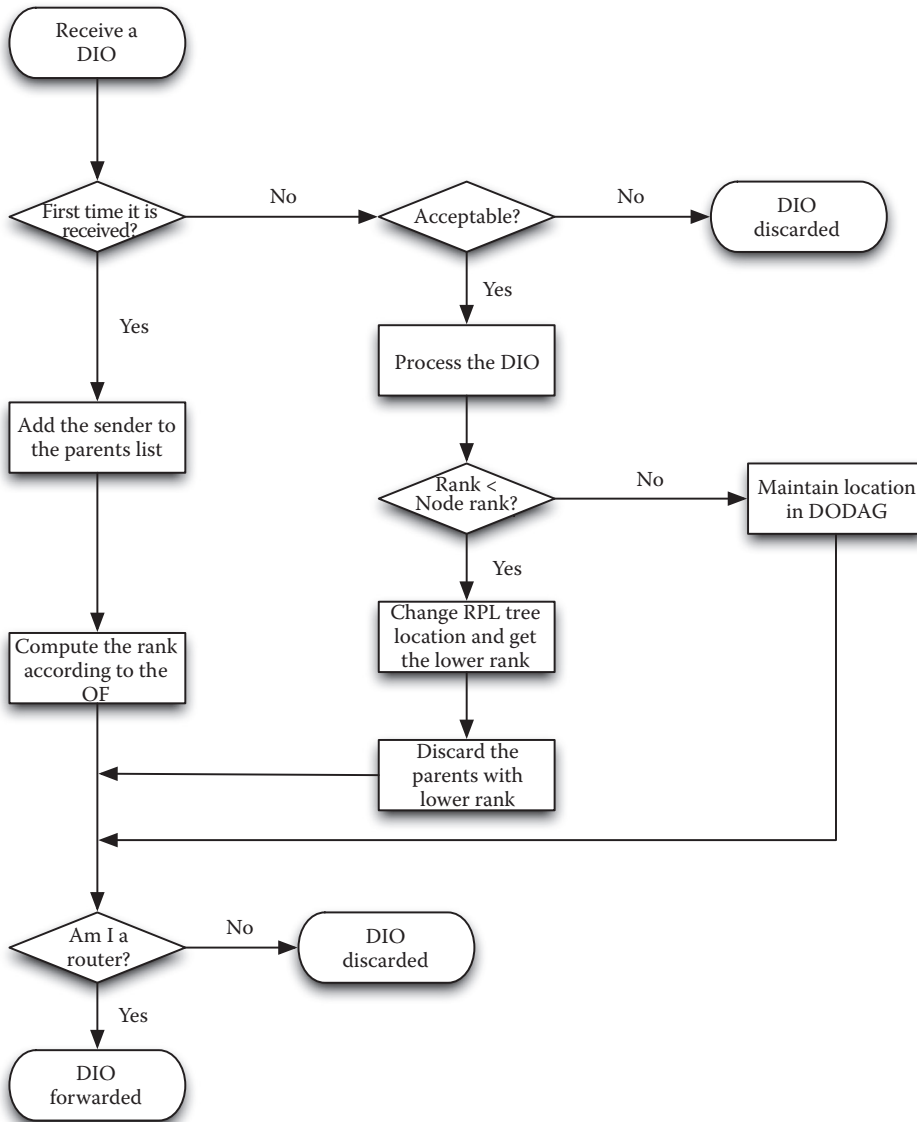 Receive a
DIO
First time it is
received?
No
Acceptable?
No
DIO
discarded
Yes
Yes
Process the DIO
Add the sender to
the parents list
Rank <
Node rank?
No
Maintain location
in DODAG
Yes
Change RPL tree
location and get
the lower rank
Compute the rank
according to the
OF
Discard the
parents with
lower rank
Am I a
router?
No
DIO
discarded
Yes
DIO
forwarded